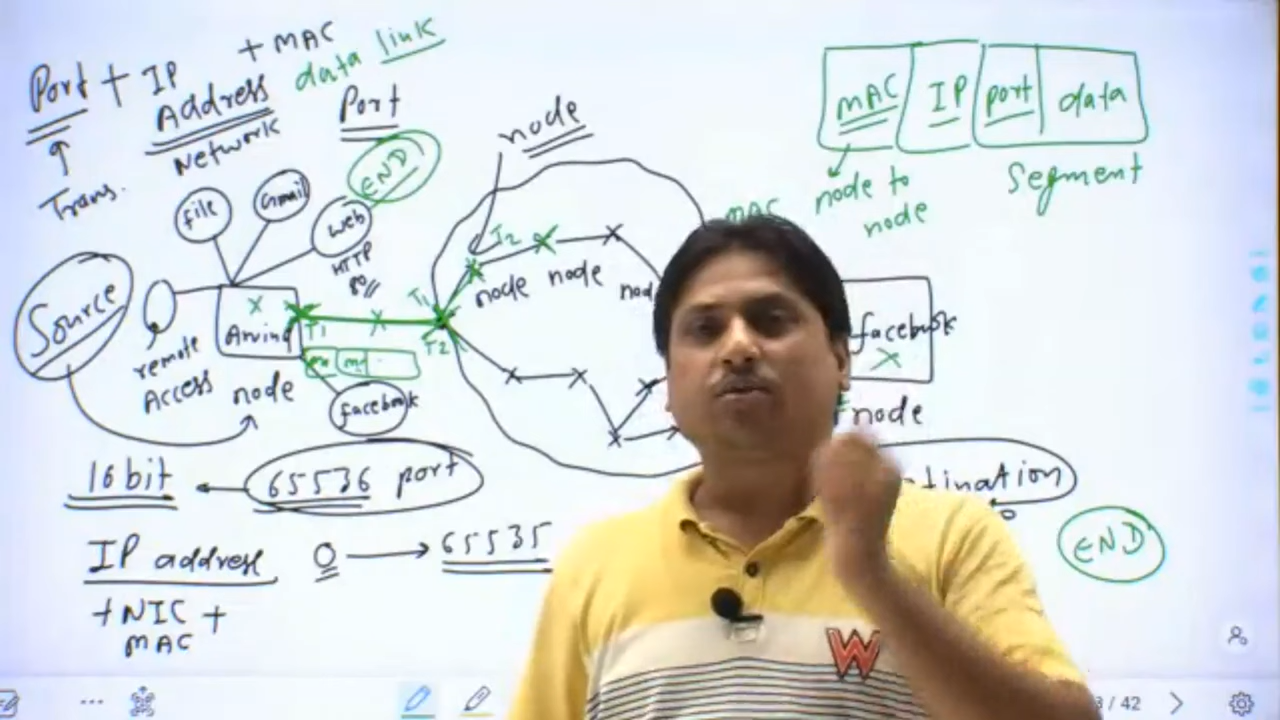 Port + IP + MAC
Address data link
Network
Trans.
Port
END
node
MAC IP port data
Segment
node to
node
MAC
file
Gmail
web
HTTP
80
Source
Arvind
remote
Access
node
facebook
T1
T1
T2
I2
node node
facebook
node
16 bit ← 65536 port
IP address 0 → 65535
+ NIC +
MAC
END
W
/ 42